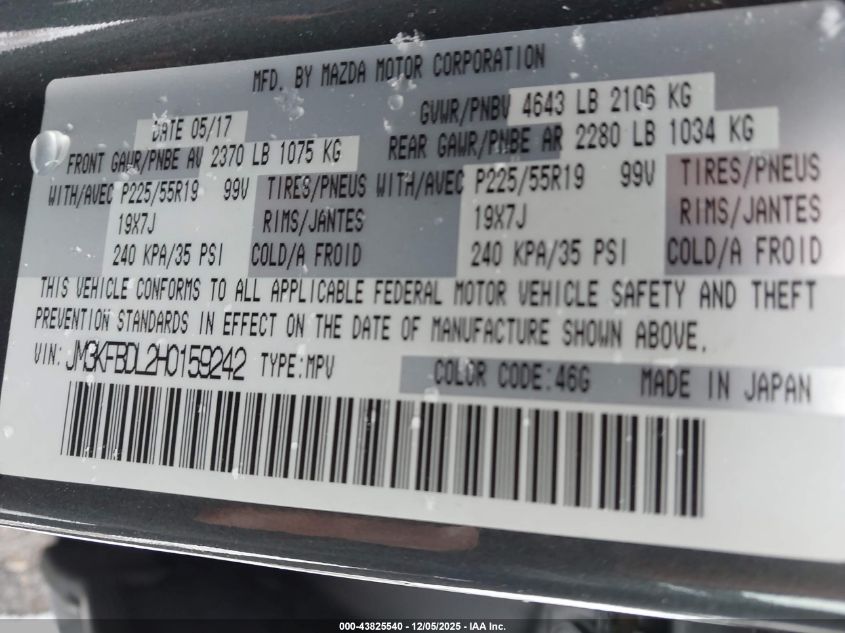 MFD. BY MAZDA MOTOR CORPORATION
DATE 05/17 GVWR/PNBV 4643 LB 2106 KG
FRONT GAWR/PNBE AV 2370 LB 1075 KG REAR GAWR/PNBE AR 2280 LB 1034 KG
WITH/AVEC P225/55R19 99V TIRES/PNEUS WITH/AVEC P225/55R19 99V TIRES/PNEUS
19X7J RIMS/JANTES 19X7J RIMS/JANTES
240 KPA/35 PSI COLD/A FROID 240 KPA/35 PSI COLD/A FROID
THIS VEHICLE CONFORMS TO ALL APPLICABLE FEDERAL MOTOR VEHICLE SAFETY AND THEFT
PREVENTION STANDARDS IN EFFECT ON THE DATE OF MANUFACTURE SHOWN ABOVE.
VIN: JM3KFBDL2H0159242 TYPE:MPV COLOR CODE:46G MADE IN JAPAN
000-43825540 - 12/05/2025 - IAA Inc.